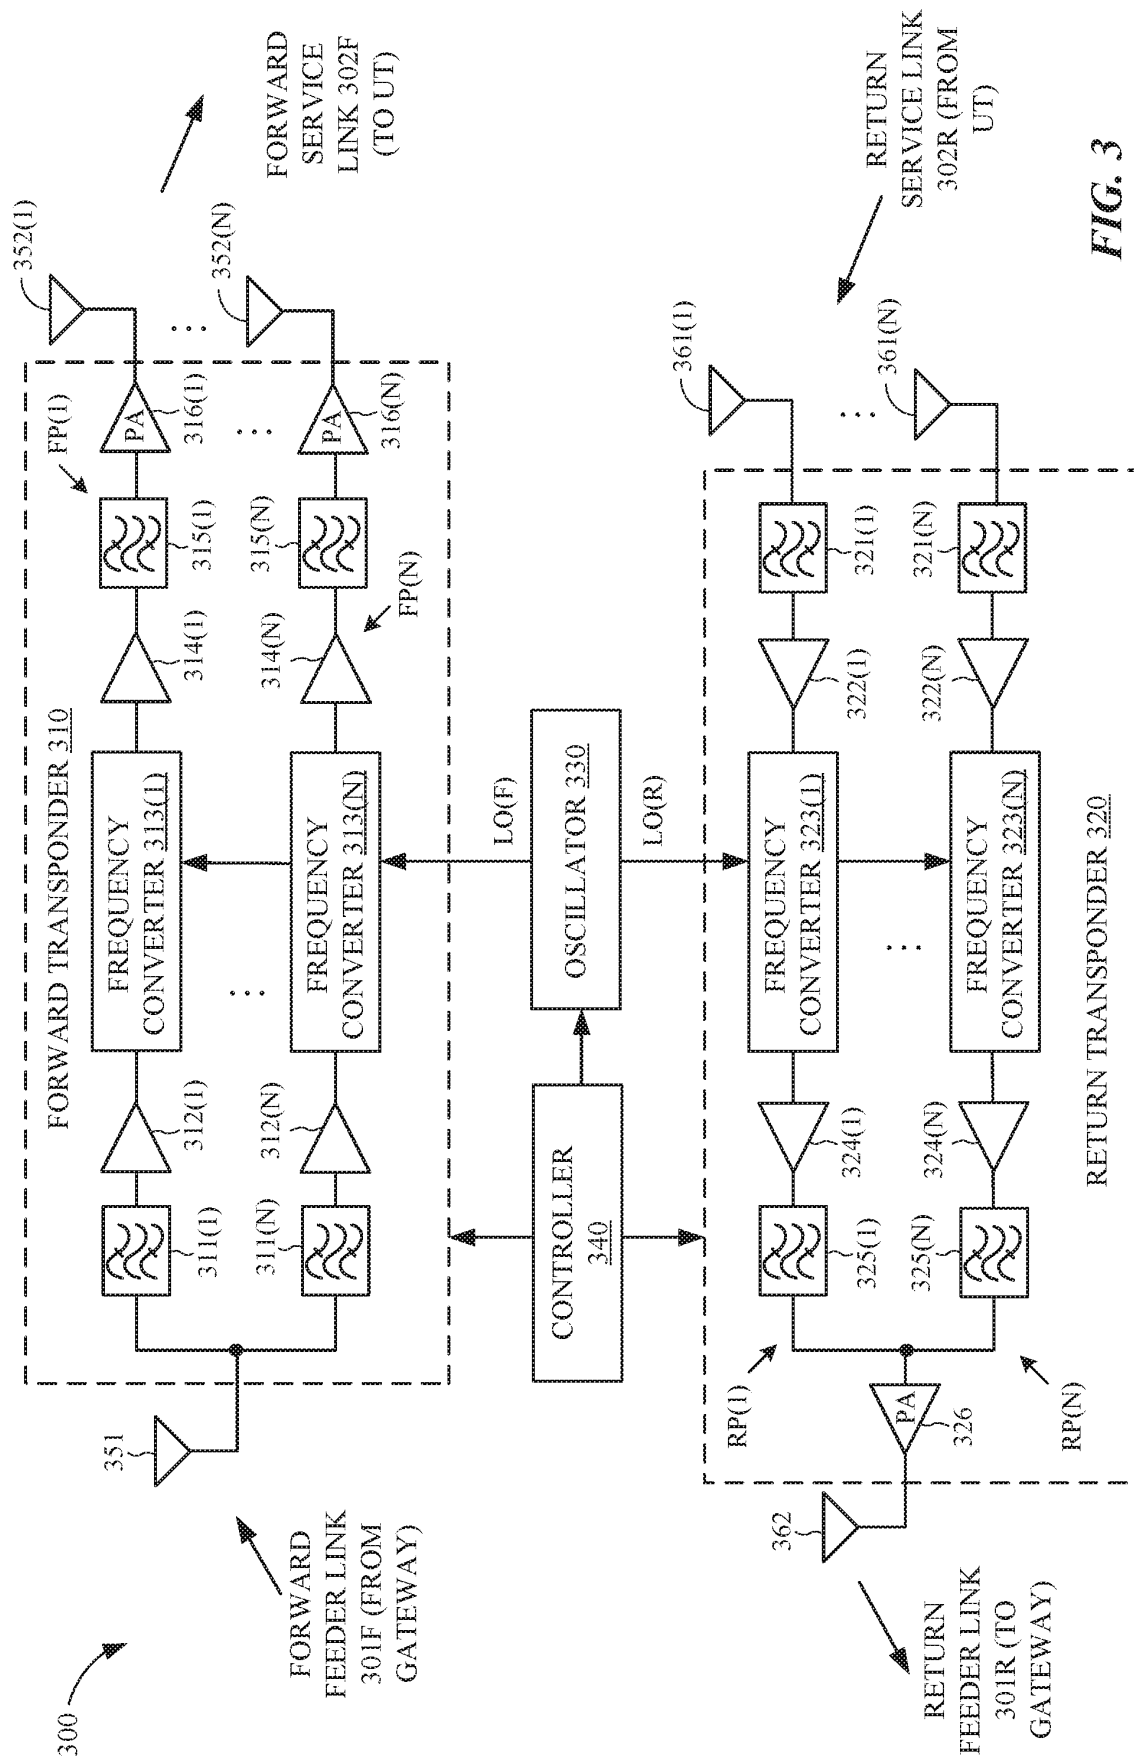 300
FORWARD
FEEDER LINK
301F (FROM
GATEWAY)
351
FORWARD TRANSPONDER 310
311(1)
312(1)
FREQUENCY
CONVERTER 313(1)
314(1)
315(1)
FP(1)
PA
316(1)
352(1)
. . .
. . .
. . .
311(N)
312(N)
FREQUENCY
CONVERTER 313(N)
314(N)
FP(N)
315(N)
PA
316(N)
352(N)
FORWARD
SERVICE
LINK 302F
(TO UT)
CONTROLLER
340
OSCILLATOR 330
LO(F)
LO(R)
RETURN
FEEDER LINK
301R (TO
GATEWAY)
362
PA
326
RP(1)
325(1)
324(1)
FREQUENCY
CONVERTER 323(1)
322(1)
321(1)
361(1)
. . .
. . .
RP(N)
325(N)
324(N)
FREQUENCY
CONVERTER 323(N)
322(N)
321(N)
361(N)
RETURN TRANSPONDER 320
RETURN
SERVICE LINK
302R (FROM
UT)
FIG. 3